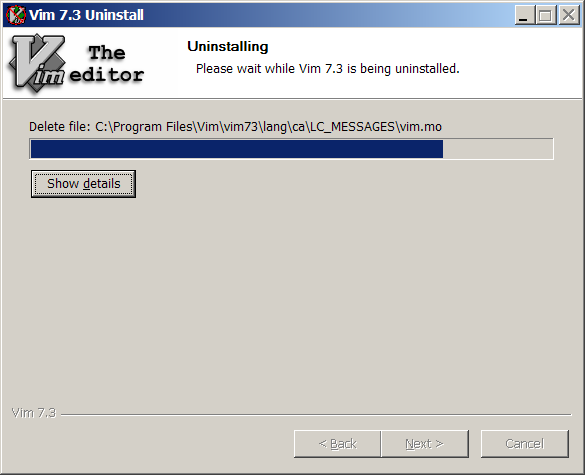 Vim 7.3 Uninstall
The
Vim editor
Uninstalling
Please wait while Vim 7.3 is being uninstalled.
Delete file: C:\Program Files\Vim\vim73\lang\ca\LC_MESSAGES\vim.mo
Show details
Vim 7.3
< Back
Next >
Cancel